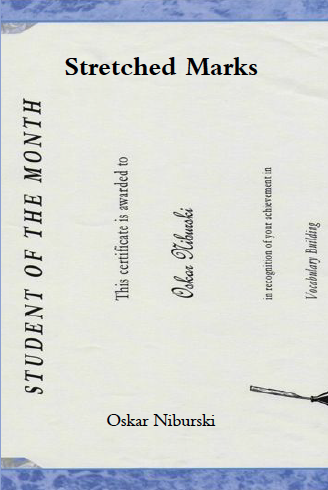 Stretched Marks
STUDENT OF THE MONTH
This certificate is awarded to
Oskar Niburski
in recognition of your achievement in
Vocabulary Building
Oskar Niburski